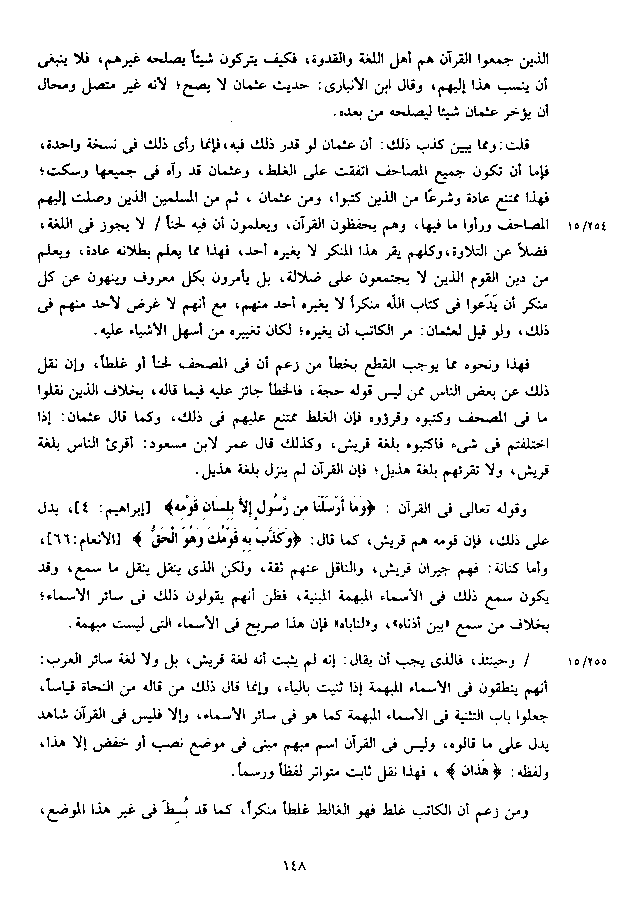 الذين جمعوا القرآن هم أهل اللغة والقدوة، فكيف يتركون شيئاً يصلحه غيرهم، فلا ينبغى
أن ينسب هذا إليهم، وقال ابن الأنبارى: حديث عثمان لا يصح؛ لأنه غير متصل ومحال
أن يؤخر عثمان شيئا ليصلحه من بعده.
قلت: ومما يبين كذب ذلك: أن عثمان لو قدر ذلك فيه، فإنما رأى ذلك فى نسخة واحدة،
فإما أن تكون جميع المصاحف اتفقت على الغلط، وعثمان قد رآه فى جميعها وسكت؛
فهذا ممتنع عادة وشرعًا من الذين كتبوا، ومن عثمان ، ثم من المسلمين الذين وصلت إليهم
المصاحف ورأوا ما فيها، وهم يحفظون القرآن، ويعلمون أن فيه لحناً / لا يجوز فى اللغة، ١٥/٢٥٤
فضلاً عن التلاوة، وكلهم يقر هذا المنكر لا يغيره أحد، فهذا مما يعلم بطلانه عادة، ويعلم
من دين القوم الذين لا يجتمعون على ضلالة، بل يأمرون بكل معروف وينهون عن كل
منكر أن يَدَعوا فى كتاب الله منكراً لا يغيره أحد منهم، مع أنهم لا غرض لأحد منهم فى
ذلك، ولو قيل لعثمان: مر الكاتب أن يغيره؛ لكان تغييره من أسهل الأشياء عليه.
فهذا ونحوه مما يوجب القطع بخطأ من زعم أن فى المصحف لحناً أو غلطاً، وإن نقل
ذلك عن بعض الناس ممن ليس قوله حجة، فالخطأ جائز عليه فيما قاله، بخلاف الذين نقلوا
ما فى المصحف وكتبوه وقرؤوه فإن الغلط ممتنع عليهم فى ذلك، وكما قال عثمان: إذا
اختلفتم فى شىء فاكتبوه بلغة قريش، وكذلك قال عمر لابن مسعود: أقرئ الناس بلغة
قريش، ولا تقرئهم بلغة هذيل؛ فإن القرآن لم ينزل بلغة هذيل.
وقوله تعالى فى القرآن : ﴿وَمَا أَرْسَلْنَا مِن رَّسُولٍ إِلاَّ بِلِسَانِ قَوْمِهِ﴾ [إبراهيم: ٤]، يدل
على ذلك، فإن قومه هم قريش، كما قال: ﴿وَكَذَّبَ بِهِ قَوْمُكَ وَهُوَ الْحَقُّ ﴾ [الأنعام:٦٦]،
وأما كنانة: فهم جيران قريش، والناقل عنهم ثقة، ولكن الذى ينقل ينقل ما سمع، وقد
يكون سمع ذلك فى الأسماء المبهمة المبنية، فظن أنهم يقولون ذلك فى سائر الأسماء؛
بخلاف من سمع «بين أذناه»، و«لناباه» فإن هذا صريح فى الأسماء التى ليست مبهمة.
/ وحينئذ، فالذى يجب أن يقال: إنه لم يثبت أنه لغة قريش، بل ولا لغة سائر العرب: ١٥/٢٥٥
أنهم ينطقون فى الأسماء المبهمة إذا ثنيت بالياء، وإنما قال ذلك من قاله من النحاة قياساً،
جعلوا باب التثنية فى الأسماء المبهمة كما هو فى سائر الأسماء، وإلا فليس فى القرآن شاهد
يدل على ما قالوه، وليس فى القرآن اسم مبهم مبنى فى موضع نصب أو خفض إلا هذا،
ولفظه: ﴿ هَذَان ﴾ ، فهذا نقل ثابت متواتر لفظاً ورسماً.
ومن زعم أن الكاتب غلط فهو الغالط غلطاً منكراً، كما قد بُسِطَ فى غير هذا الموضع،
١٤٨